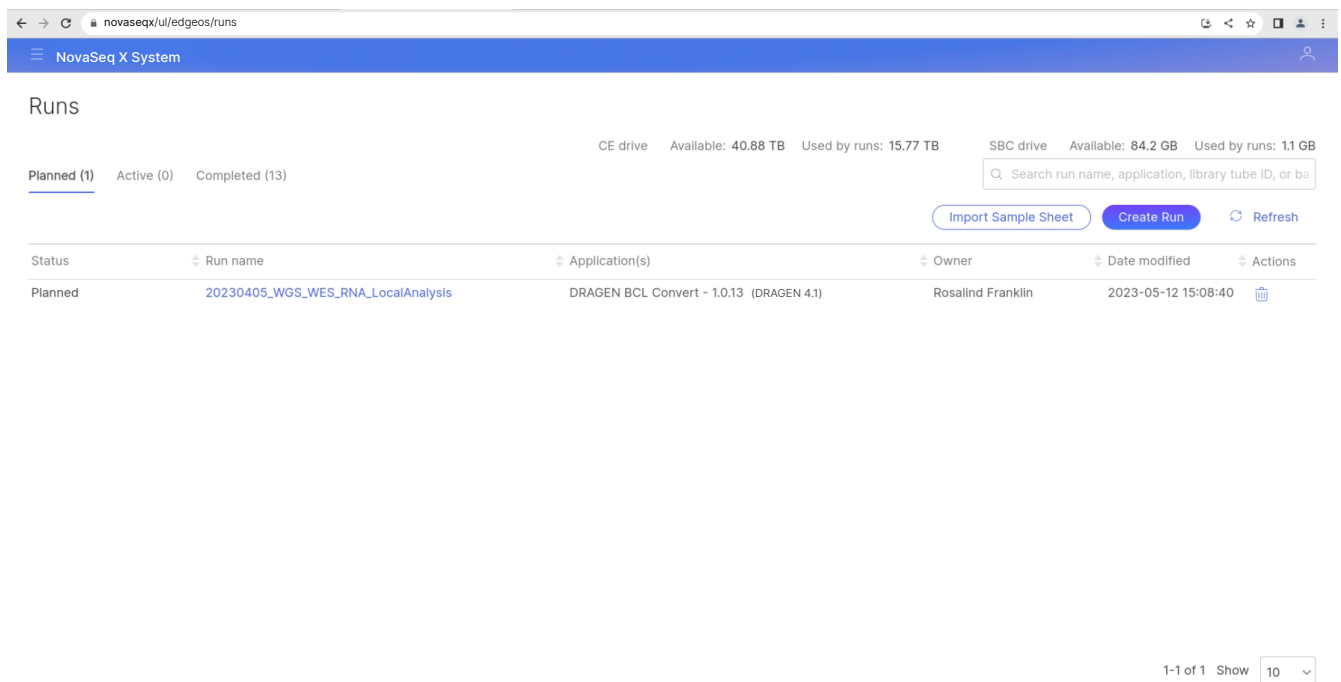 novaseqx/ul/edgeos/runs
NovaSeq X System
Runs
CE drive Available: 40.88 TB Used by runs: 15.77 TB SBC drive Available: 84.2 GB Used by runs: 1.1 GB
Planned (1) Active (0) Completed (13) Search run name, application, library tube ID, or ba
Import Sample Sheet Create Run Refresh
Status Run name Application(s) Owner Date modified Actions
Planned 20230405_WGS_WES_RNA_LocalAnalysis DRAGEN BCL Convert - 1.0.13 (DRAGEN 4.1) Rosalind Franklin 2023-05-12 15:08:40
1-1 of 1 Show 10